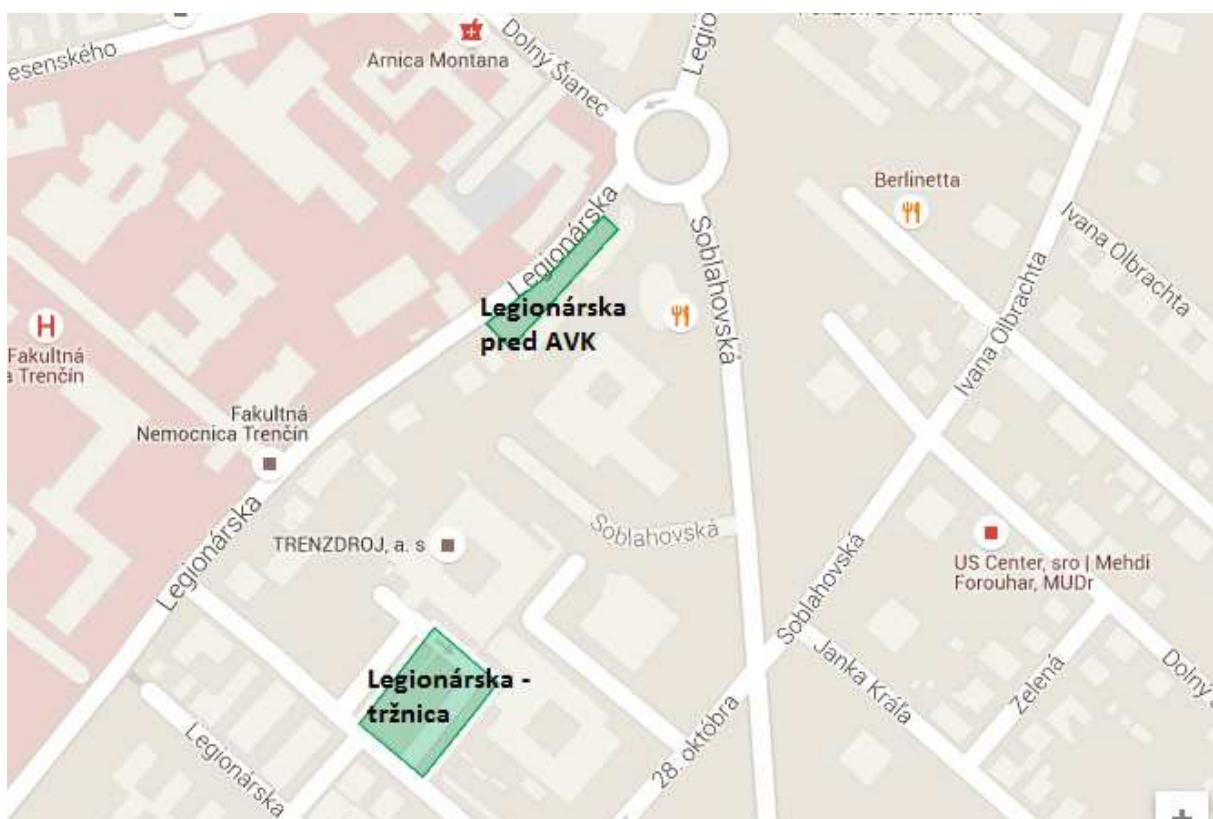 esenského
Arnica Montana
Dolný Šianec
Legio
Berlinetta
Ivana Olbrachta
Ivana Olbrachta
Legionárska
Soblahovská
Legionárska
pred AVK
H
Fakultná
a Trenčín
Fakultná
Nemocnica Trenčín
Legionárska
TRENZDROJ, a. s
Soblahovská
Soblahovská
US Center, sro | Mehdi
Forouhar, MUDr
Legionárska -
tržnica
Janka Kráľa
Zelená
Dolný
28. októbra
Legionárska
+